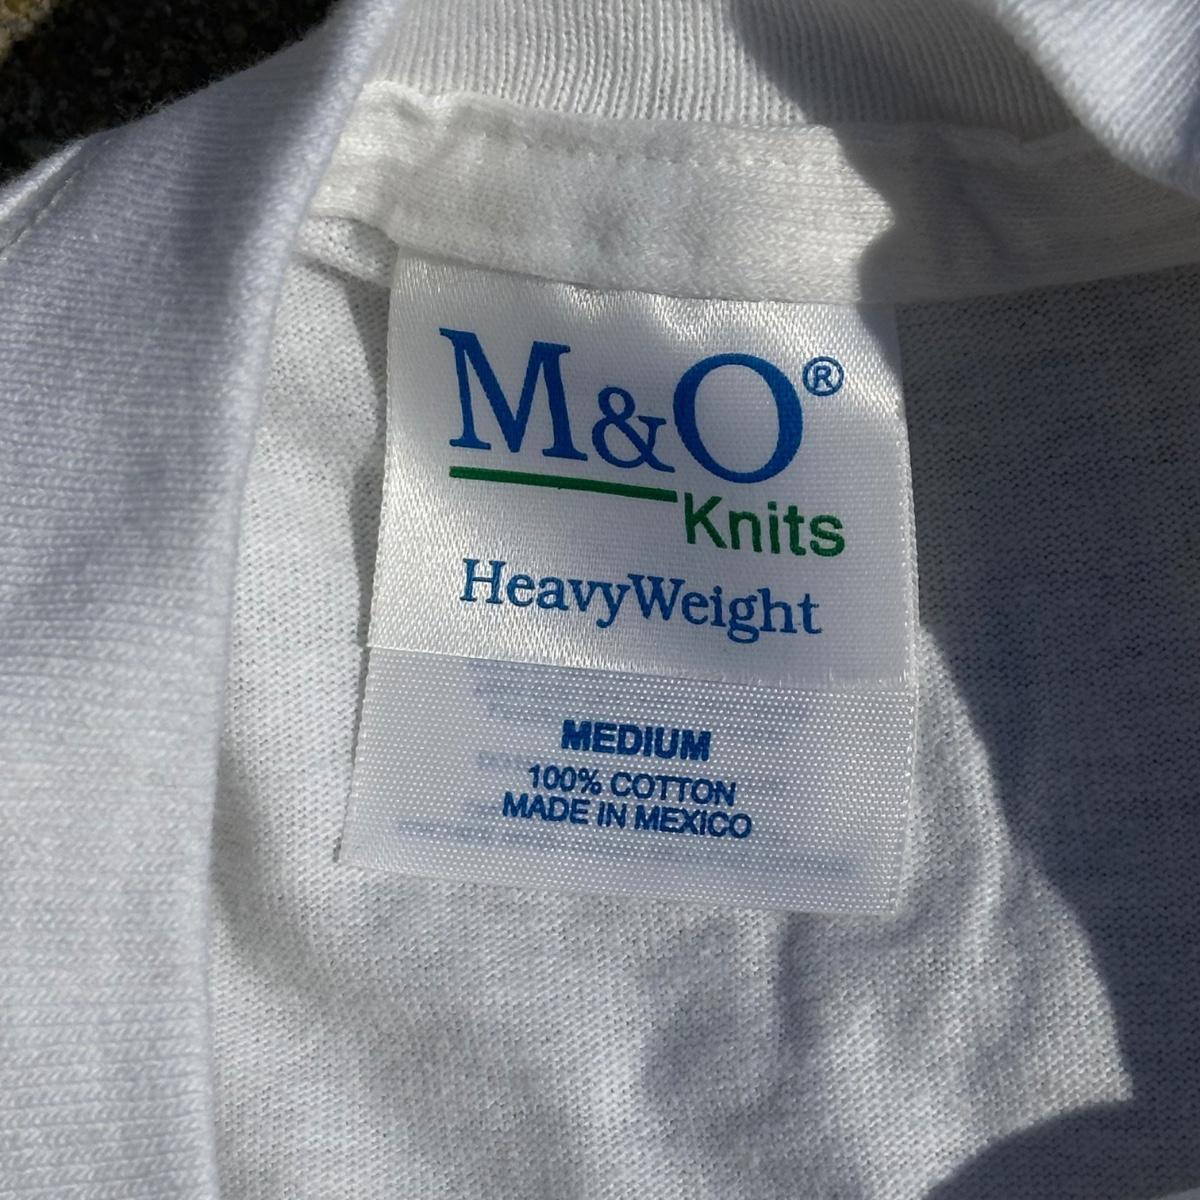 M&O®
Knits
HeavyWeight
MEDIUM
100% COTTON
MADE IN MEXICO